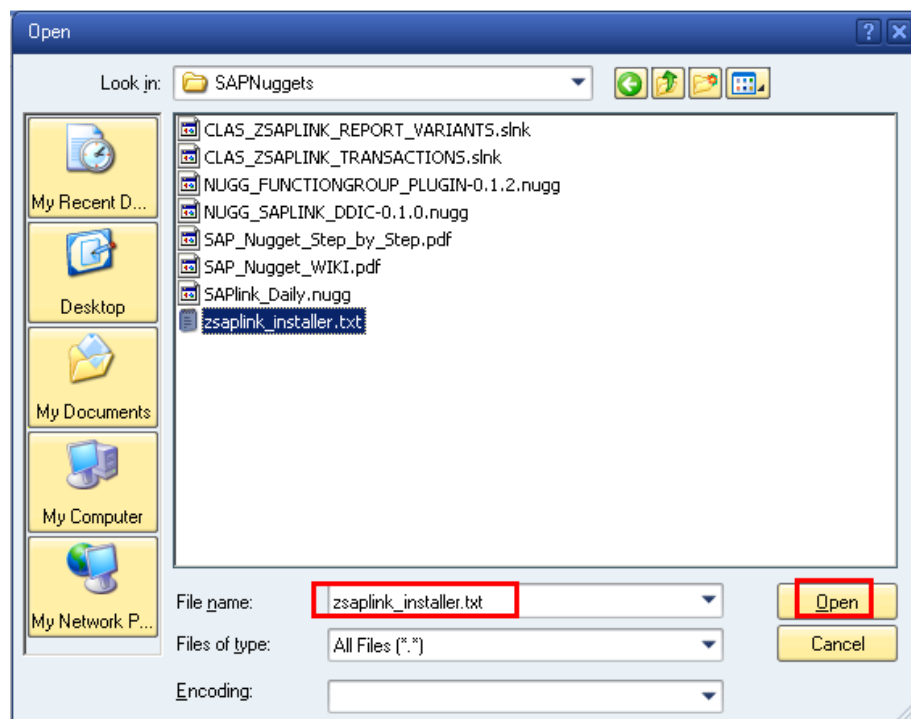 Open
Look in:
SAPNuggets
My Recent D...
Desktop
My Documents
My Computer
My Network P...
CLAS_ZSAPLINK_REPORT_VARIANTS.slnk
CLAS_ZSAPLINK_TRANSACTIONS.slnk
NUGG_FUNCTIONGROUP_PLUGIN-0.1.2.nugg
NUGG_SAPLINK_DDIC-0.1.0.nugg
SAP_Nugget_Step_by_Step.pdf
SAP_Nugget_WIKI.pdf
SAPlink_Daily.nugg
zsaplink_installer.txt
File name:
zsaplink_installer.txt
Open
Files of type:
All Files (*.*)
Cancel
Encoding: